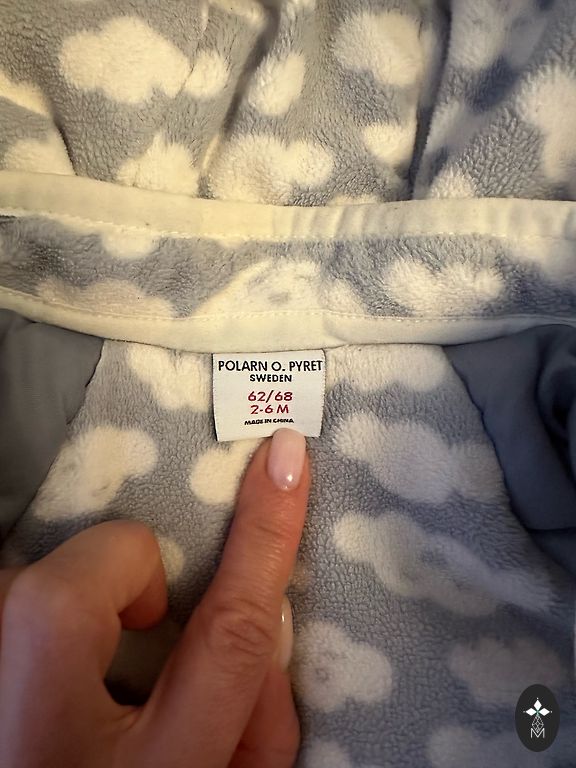 POLARN O. PYRET
SWEDEN
62/68
2-6 M
MADE IN CHINA